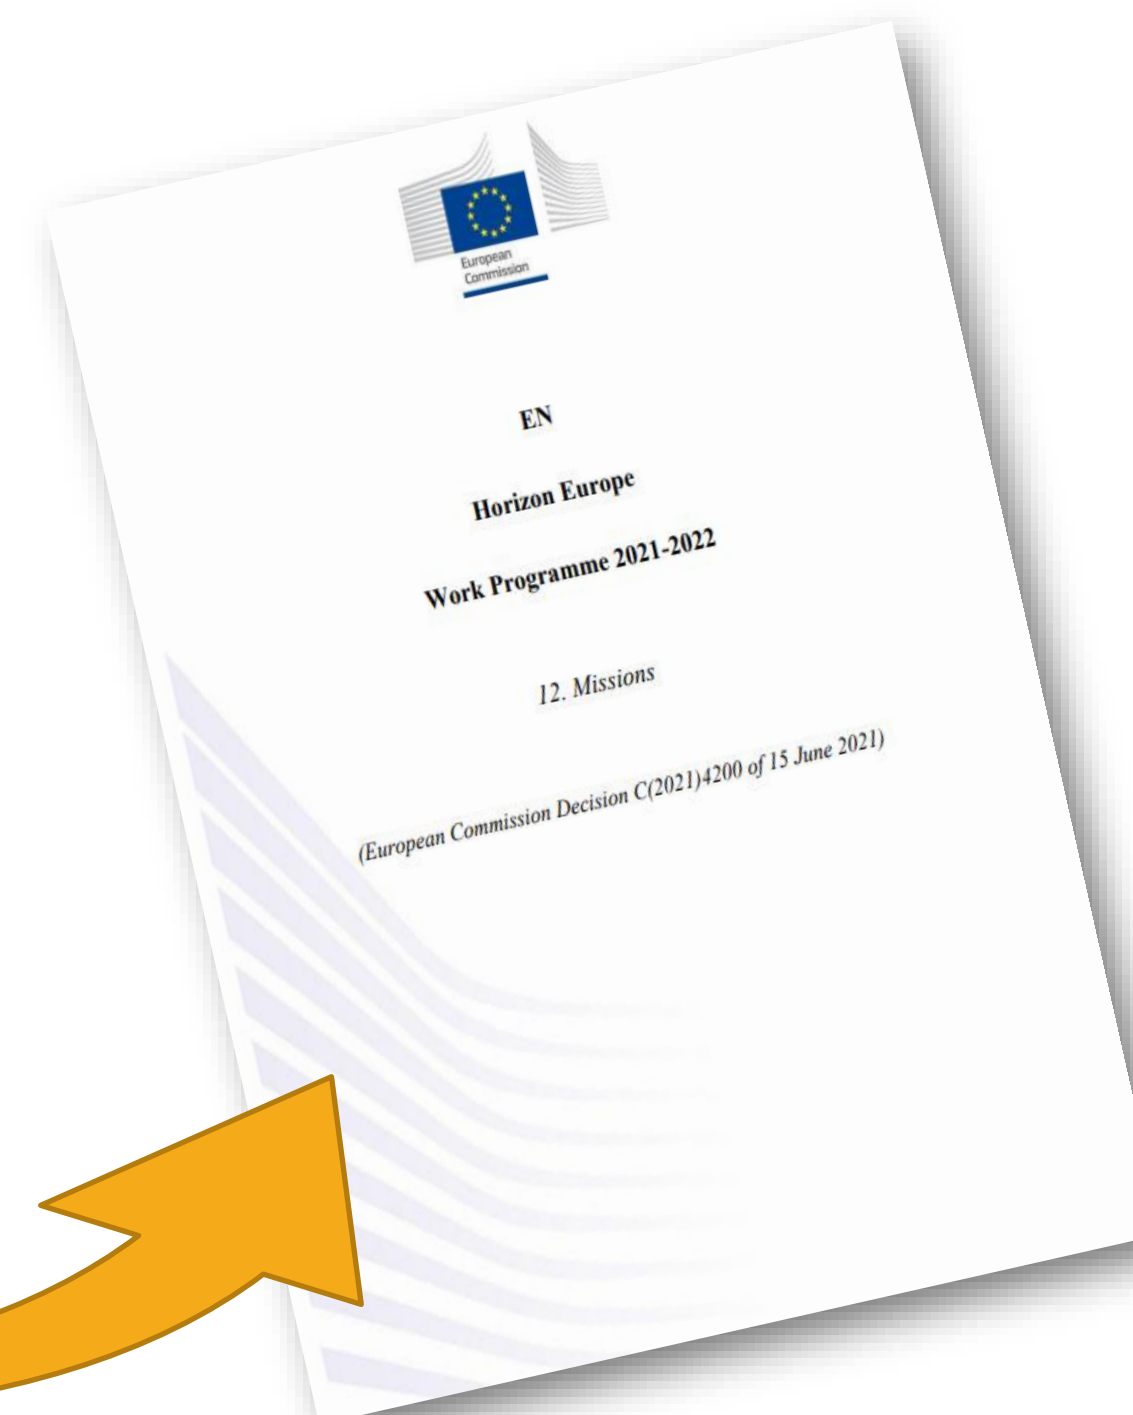 European
Commission
EN
Horizon Europe
Work Programme 2021-2022
12. Missions
(European Commission Decision C(2021)4200 of 15 June 2021)